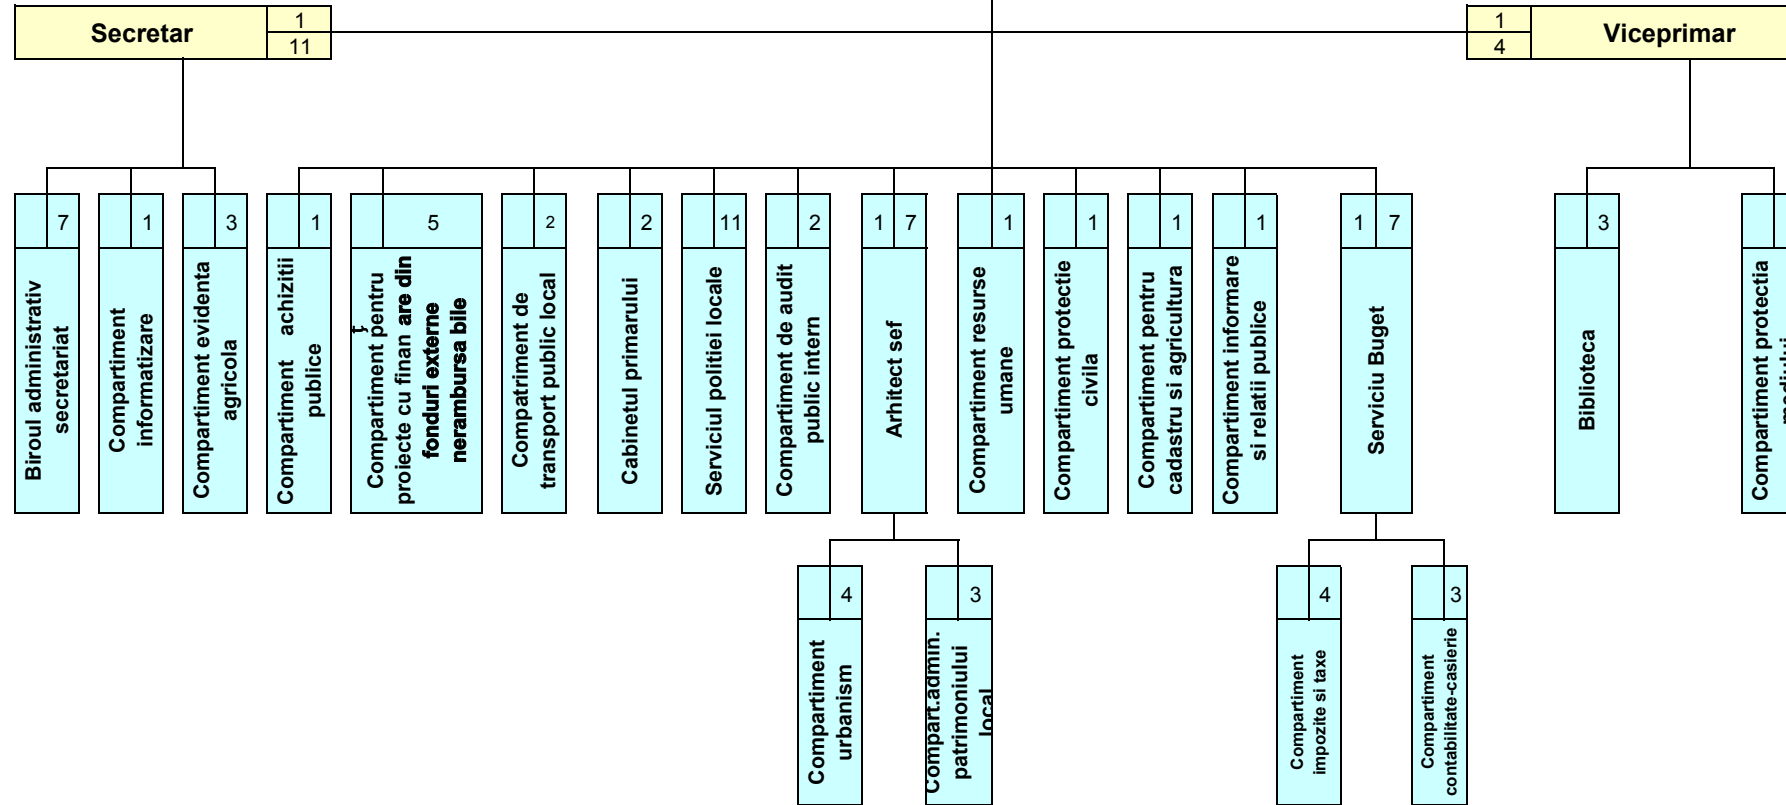 Secretar
1
11
1
4
Viceprimar
7
Biroul administrativ
secretariat
1
Compartiment
informatizare
3
Compartiment evidenta
agricola
1
Compartiment achizitii
publice
5
Compartiment pentru
proiecte cu finanțare din
fonduri externe
nerambursa bile
2
Compatriment de
transport public local
2
Cabinetul primarului
11
Serviciul politiei locale
2
Compartiment de audit
public intern
1 7
Arhitect sef
1
Compartiment resurse
umane
1
Compartiment protectie
civila
1
Compartiment pentru
cadastru si agricultura
1
Compartiment informare
si relatii publice
1 7
Serviciu Buget
3
Biblioteca
Compartiment protectia
mediului
4
Compartiment
urbanism
3
Compart.admin.
patrimoniului
local
4
Compartiment
impozite si taxe
3
Compartiment
contabilitate-casierie